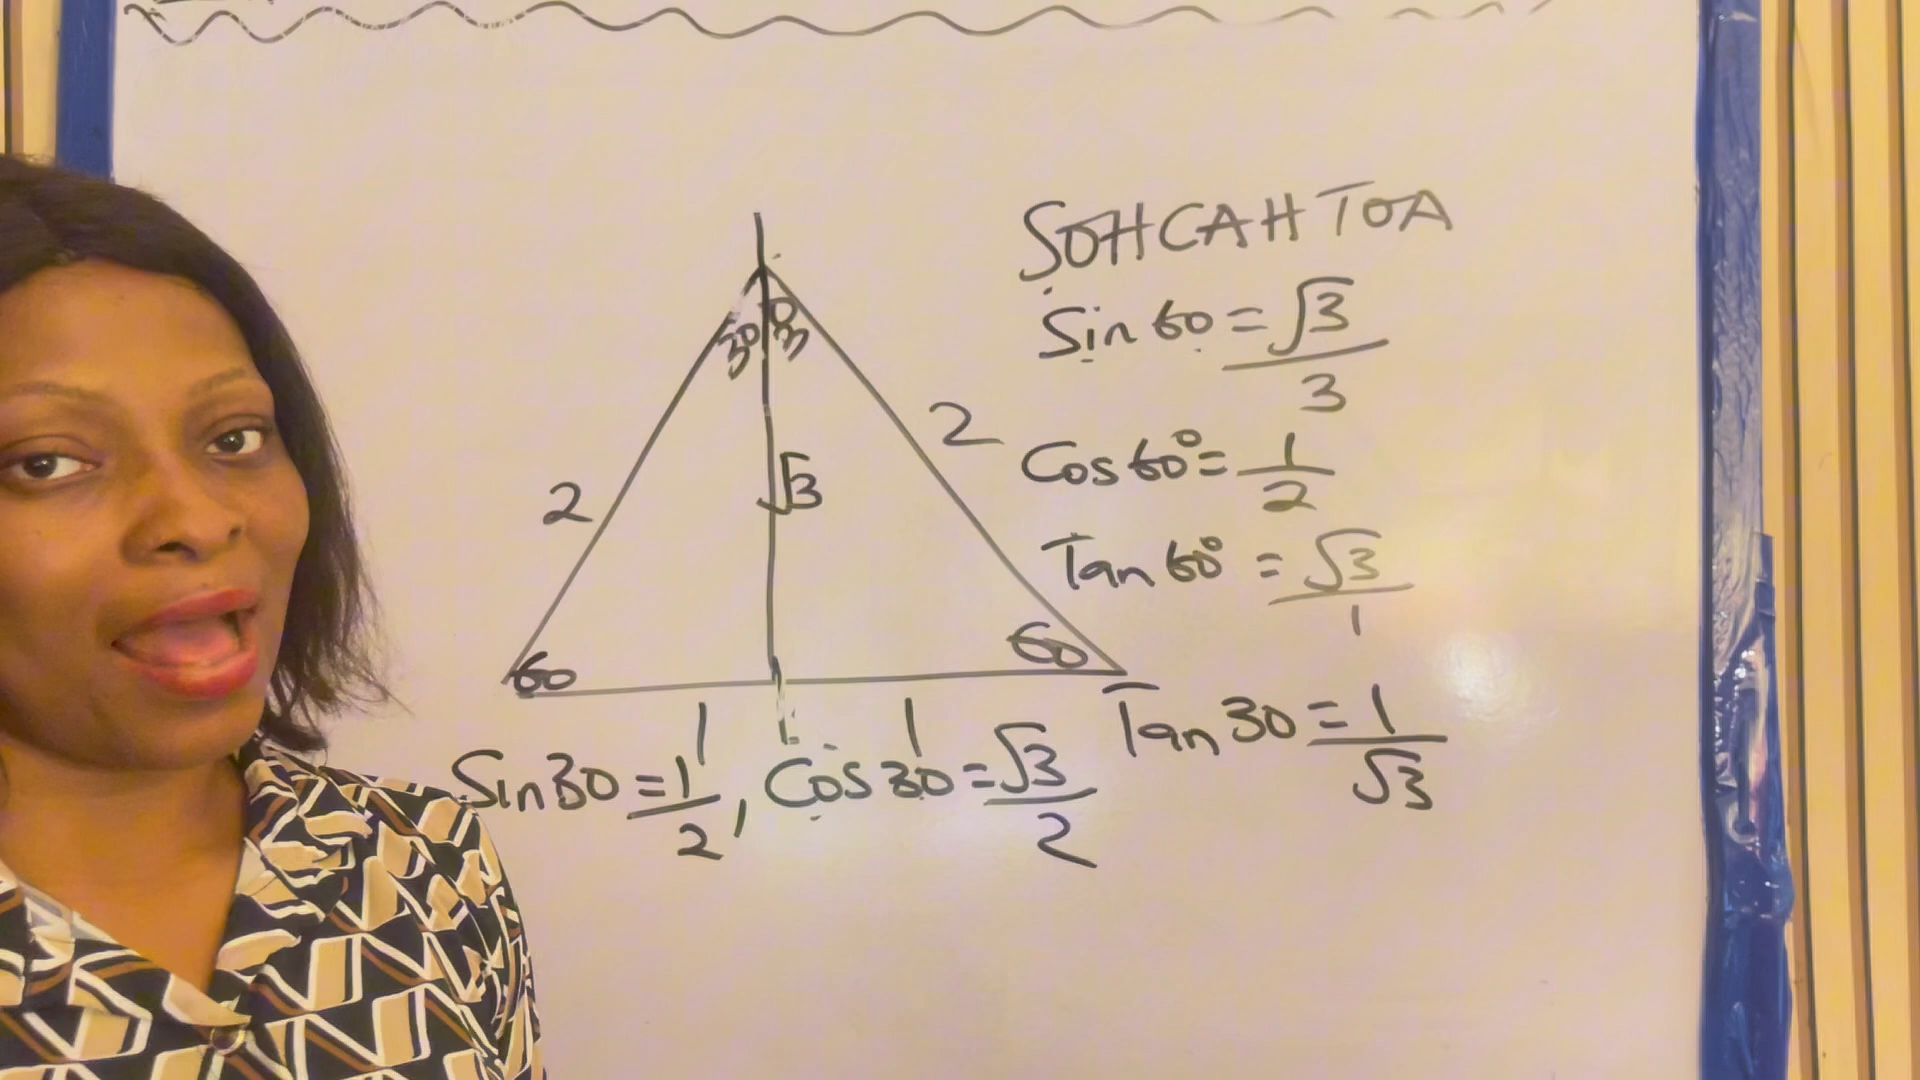 SOHCAHTOA
Sin 60 = √3/3
30 30
2 √3 2
Cos 60° = 1/2
Tan 60° = √3/1
60 60
1 1
Sin 30 = 1/2, Cos 30 = √3/2
Tan 30 = 1/√3